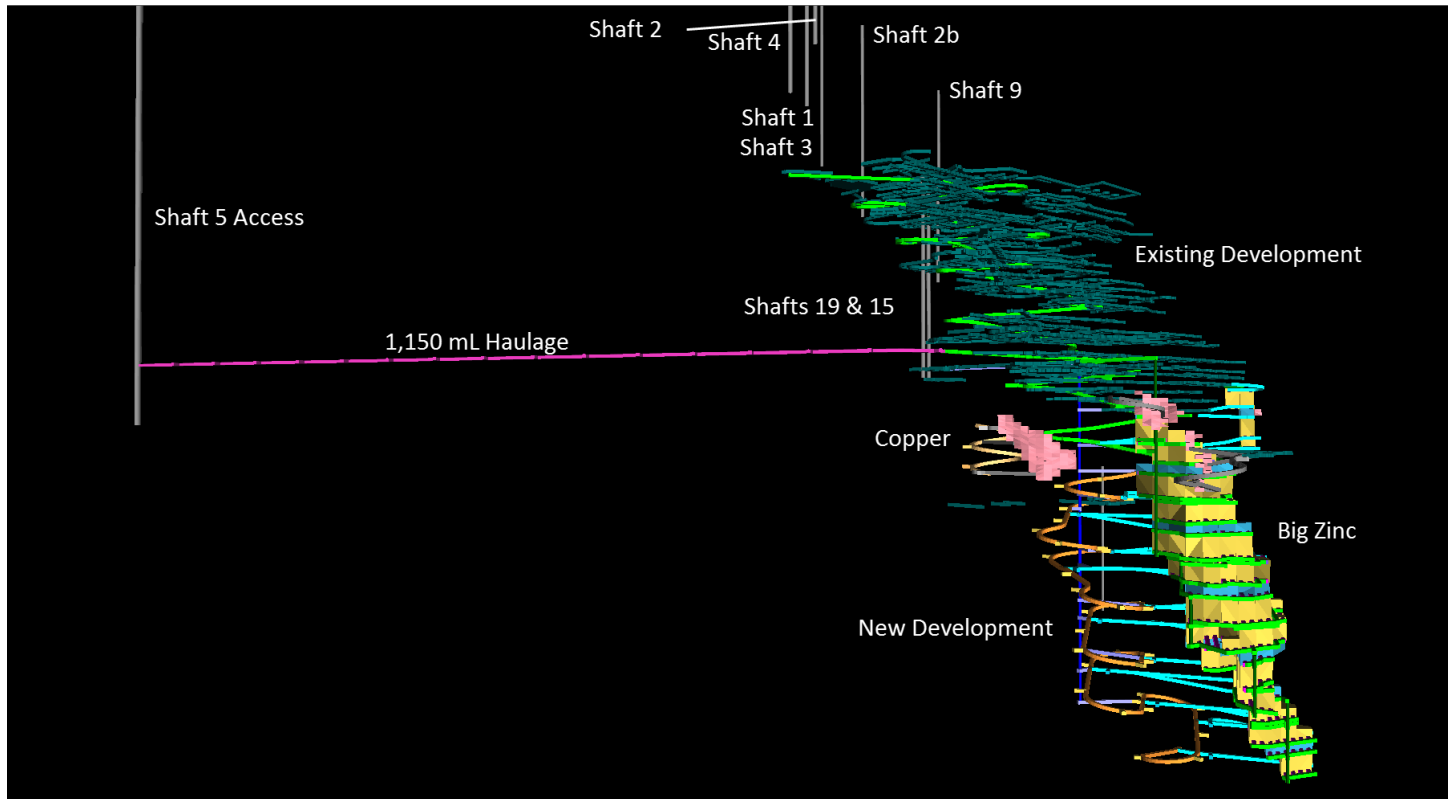 Shaft 2
Shaft 4
Shaft 2b
Shaft 9
Shaft 1
Shaft 3
Shaft 5 Access
Existing Development
Shafts 19 & 15
1,150 mL Haulage
Copper
Big Zinc
New Development